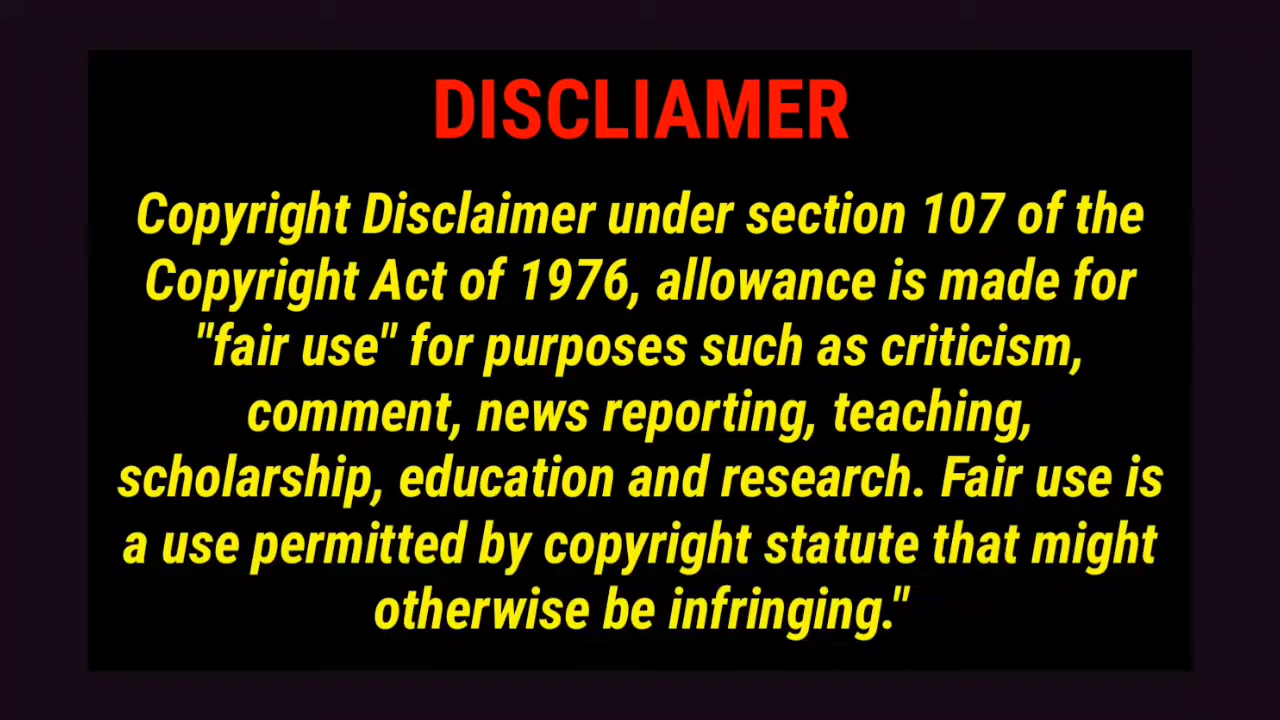 DISCLIAMER
Copyright Disclaimer under section 107 of the
Copyright Act of 1976, allowance is made for
"fair use" for purposes such as criticism,
comment, news reporting, teaching,
scholarship, education and research. Fair use is
a use permitted by copyright statute that might
otherwise be infringing."